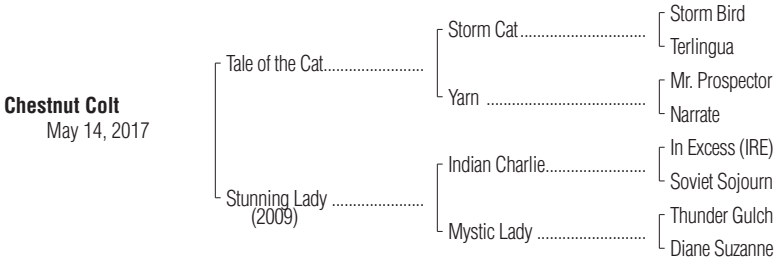 Storm Bird
Storm Cat..............................
Terlingua
Tale of the Cat........................
Mr. Prospector
Yarn ......................................
Narrate
Chestnut Colt
May 14, 2017
In Excess (IRE)
Indian Charlie........................
Soviet Sojourn
Stunning Lady ......................
(2009)
Thunder Gulch
Mystic Lady ..........................
Diane Suzanne